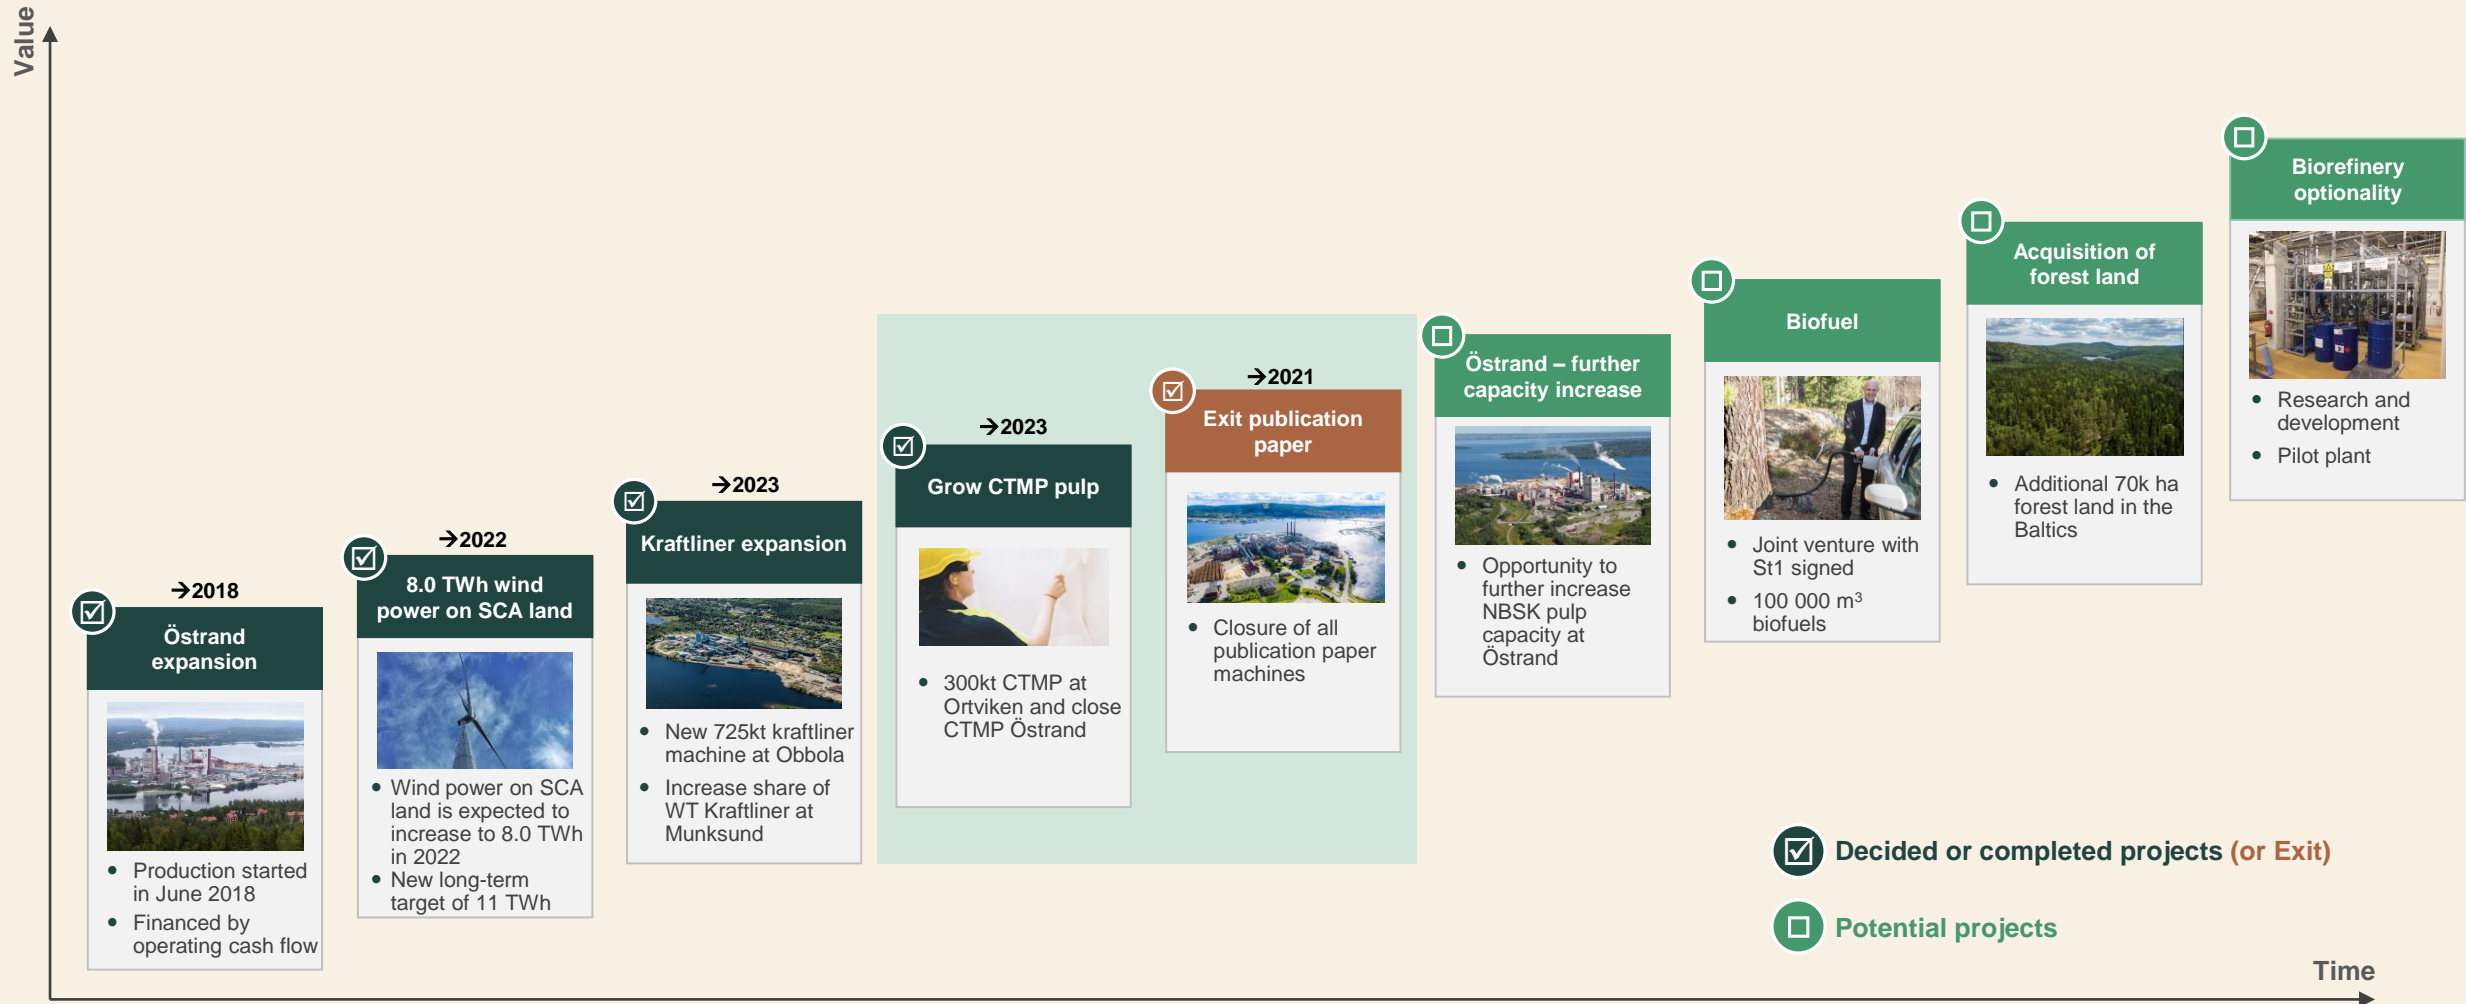 Value
→2018
Östrand
expansion
• Production started
in June 2018
• Financed by
operating cash flow
→2022
8.0 TWh wind
power on SCA land
• Wind power on SCA
land is expected to
increase to 8.0 TWh
in 2022
• New long-term
target of 11 TWh
→2023
Kraftliner expansion
• New 725kt kraftliner
machine at Obbola
• Increase share of
WT Kraftliner at
Munksund
→2023
Grow CTMP pulp
• 300kt CTMP at
Ortviken and close
CTMP Östrand
→2021
Exit publication
paper
• Closure of all
publication paper
machines
Östrand – further
capacity increase
• Opportunity to
further increase
NBSK pulp
capacity at
Östrand
Biofuel
• Joint venture with
St1 signed
• 100 000 m³
biofuels
Acquisition of
forest land
• Additional 70k ha
forest land in the
Baltics
Biorefinery
optionality
• Research and
development
• Pilot plant
Decided or completed projects (or Exit)
Potential projects
Time